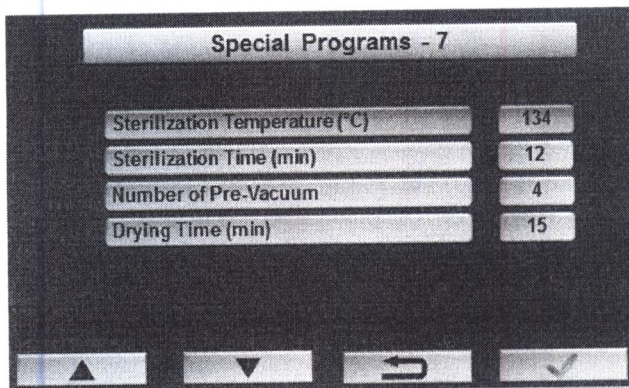 Special Programs - 7
Sterilization Temperature (°C) 134
Sterilization Time (min) 12
Number of Pre-Vacuum 4
Drying Time (min) 15